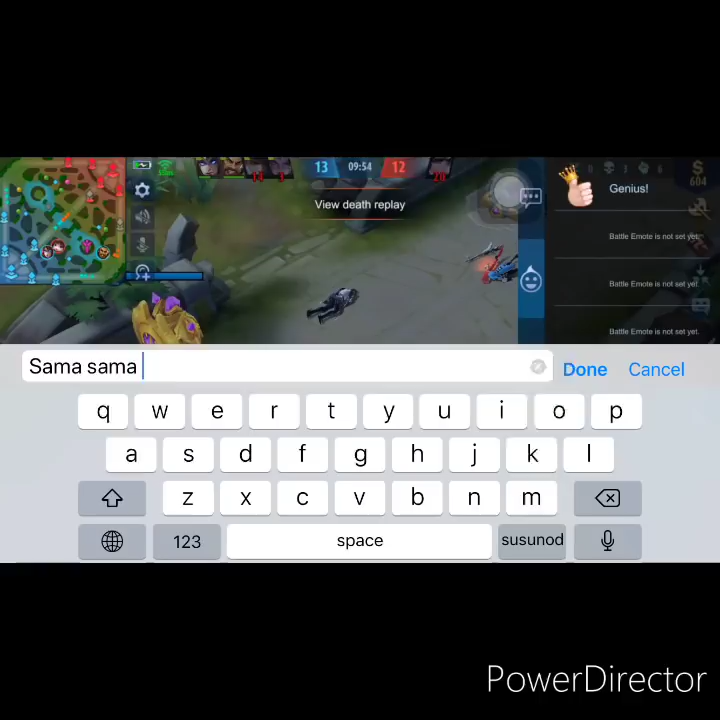 13 09:54 12
604
View death replay
Genius!
Battle Emote is not set yet.
Battle Emote is not set yet.
Battle Emote is not set yet.
Sama sama
Done Cancel
q w e r t y u i o p
a s d f g h j k l
z x c v b n m
123 space susunod
PowerDirector